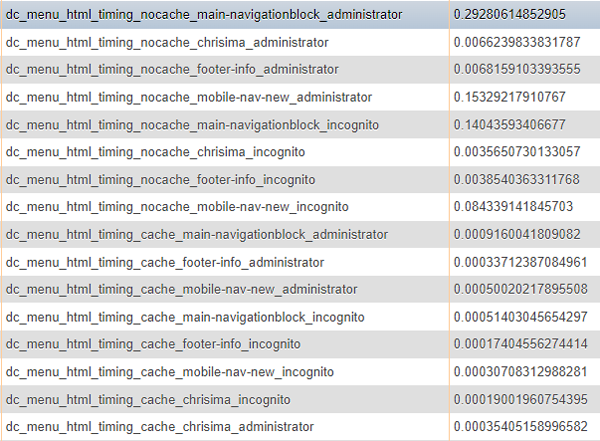 dc_menu_html_timing_nocache_main-navigationblock_administrator 0.29280614852905
dc_menu_html_timing_nocache_chrisima_administrator 0.0066239833831787
dc_menu_html_timing_nocache_footer-info_administrator 0.0068159103393555
dc_menu_html_timing_nocache_mobile-nav-new_administrator 0.15329217910767
dc_menu_html_timing_nocache_main-navigationblock_incognito 0.14043593406677
dc_menu_html_timing_nocache_chrisima_incognito 0.0035650730133057
dc_menu_html_timing_nocache_footer-info_incognito 0.0038540363311768
dc_menu_html_timing_nocache_mobile-nav-new_incognito 0.084339141845703
dc_menu_html_timing_cache_main-navigationblock_administrator 0.0009160041809082
dc_menu_html_timing_cache_footer-info_administrator 0.00033712387084961
dc_menu_html_timing_cache_mobile-nav-new_administrator 0.00050020217895508
dc_menu_html_timing_cache_main-navigationblock_incognito 0.00051403045654297
dc_menu_html_timing_cache_footer-info_incognito 0.00017404556274414
dc_menu_html_timing_cache_mobile-nav-new_incognito 0.00030708312988281
dc_menu_html_timing_cache_chrisima_incognito 0.00019001960754395
dc_menu_html_timing_cache_chrisima_administrator 0.00035405158996582